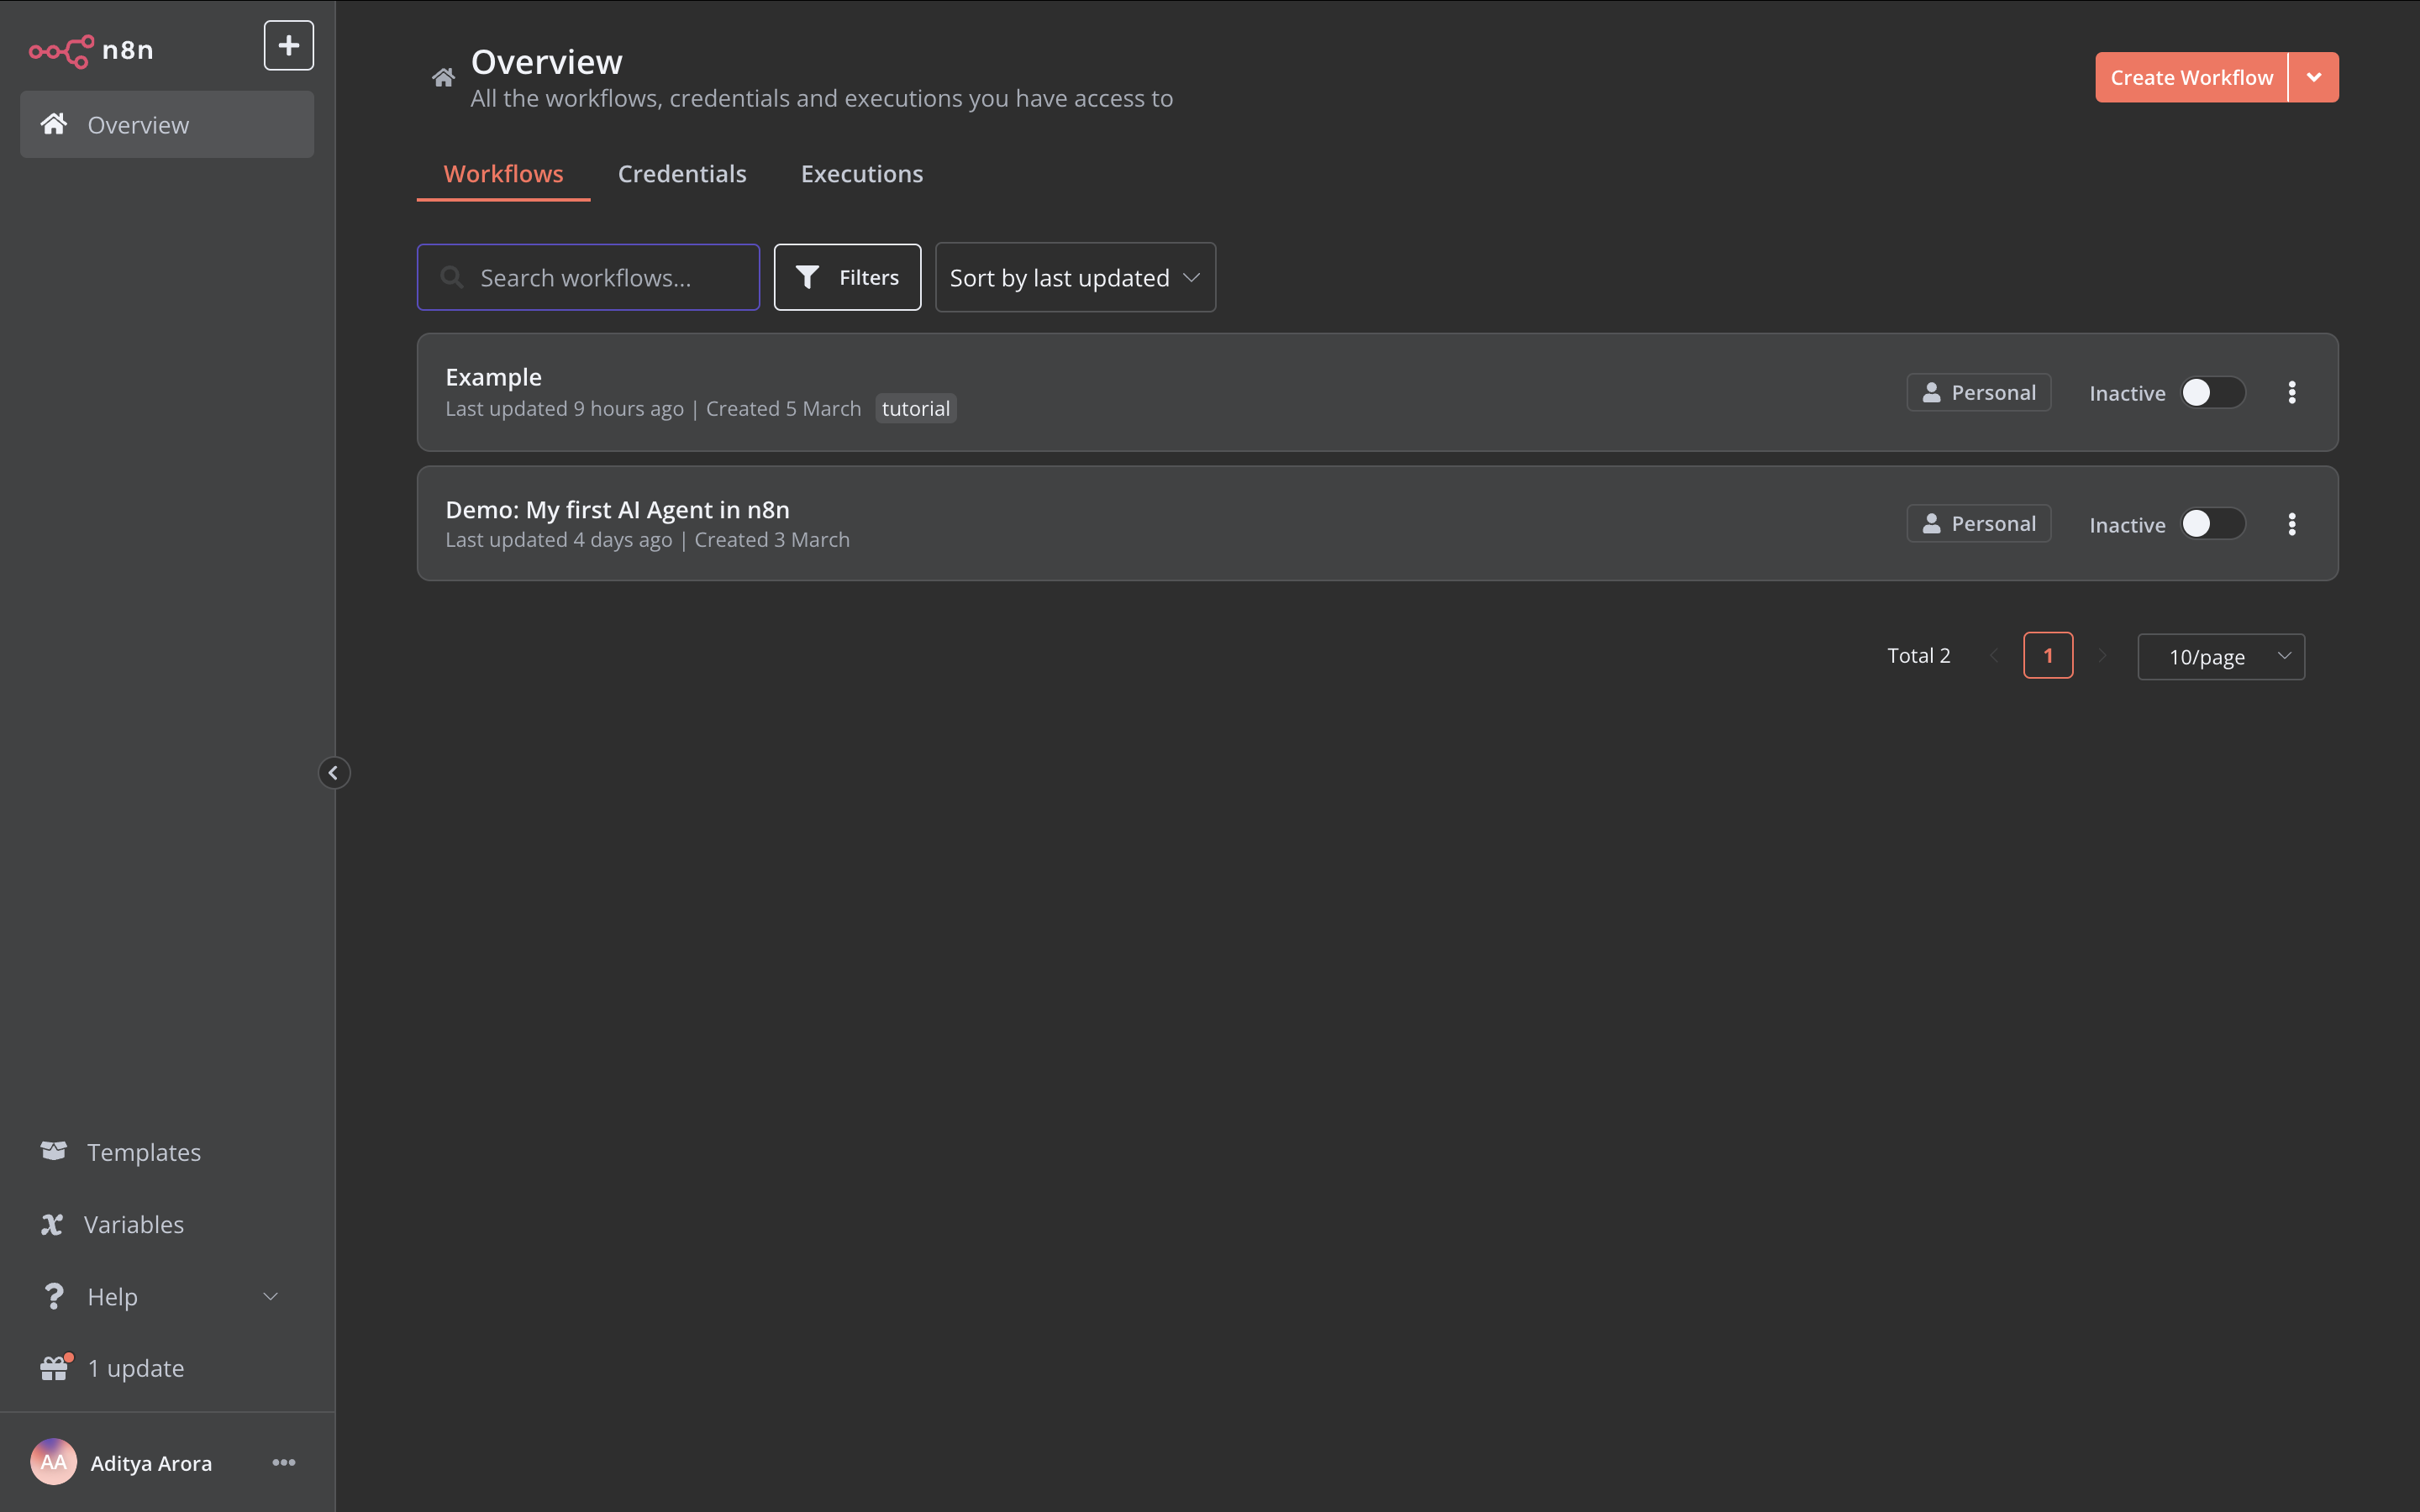 n8n
Overview
Overview
All the workflows, credentials and executions you have access to
Create Workflow
Workflows Credentials Executions
Search workflows...
Filters
Sort by last updated
Example
Last updated 9 hours ago | Created 5 March tutorial
Personal
Inactive
Demo: My first AI Agent in n8n
Last updated 4 days ago | Created 3 March
Personal
Inactive
Total 2
1
10/page
Templates
Variables
Help
1 update
AA Aditya Arora